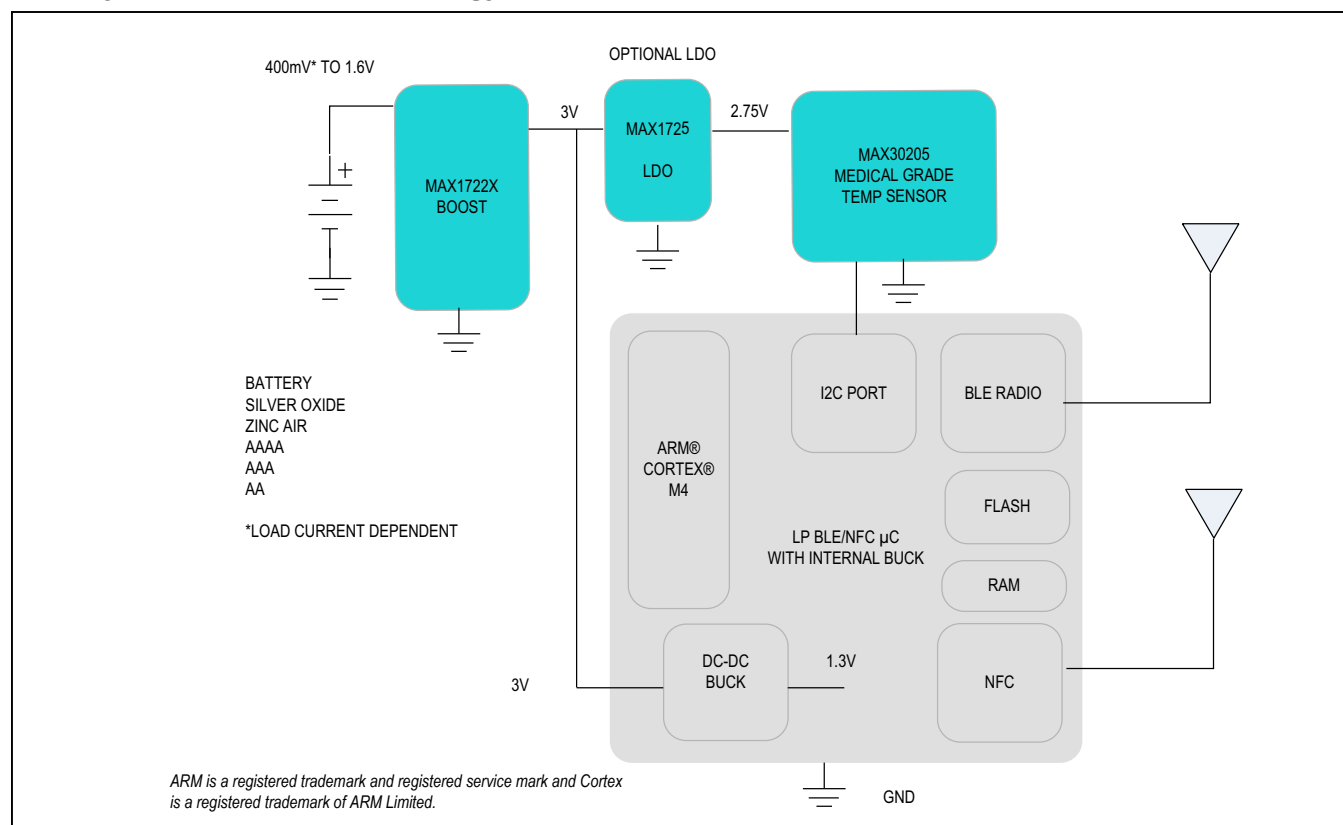 OPTIONAL LDO
400mV* TO 1.6V
3V
MAX1725
LDO
2.75V
MAX30205
MEDICAL GRADE
TEMP SENSOR
MAX1722X
BOOST
+
BATTERY
SILVER OXIDE
ZINC AIR
AAAA
AAA
AA
*LOAD CURRENT DEPENDENT
ARM®
CORTEX®
M4
I2C PORT
BLE RADIO
FLASH
LP BLE/NFC µC
WITH INTERNAL BUCK
RAM
3V
DC-DC
BUCK
1.3V
NFC
ARM is a registered trademark and registered service mark and Cortex
is a registered trademark of ARM Limited.
GND